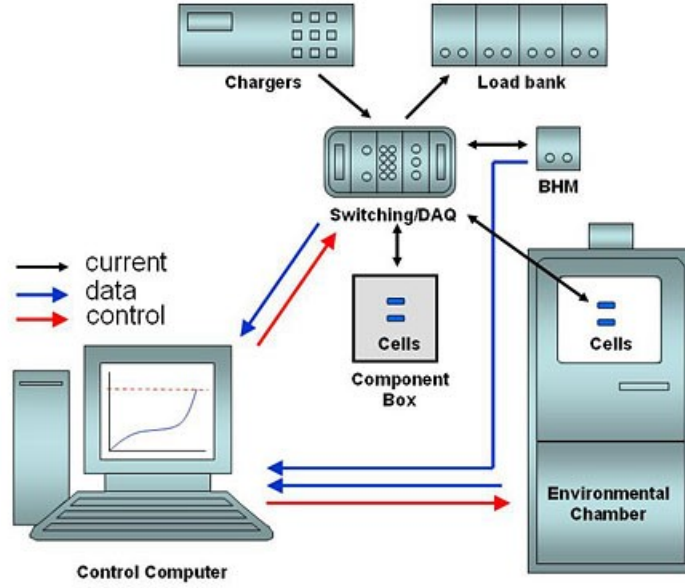 Chargers
Load bank
BHM
Switching/DAQ
current
data
control
Cells
Component
Box
Cells
Environmental
Chamber
Control Computer